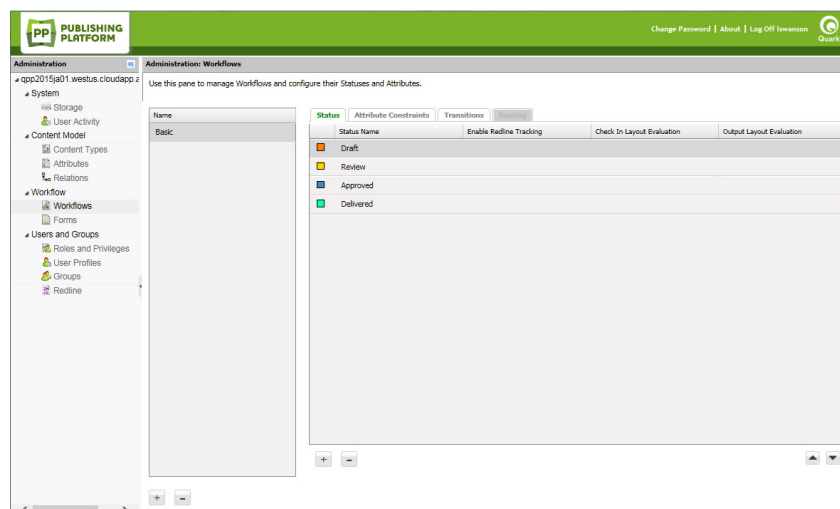 PP PUBLISHING
PLATFORM
Change Password | About | Log Off lswanson
Quark
Administration
Administration: Workflows
qpp2015ja01.westus.cloudapp.a
Use this pane to manage Workflows and configure their Statuses and Attributes.
System
Storage
User Activity
Content Model
Content Types
Attributes
Relations
Workflow
Workflows
Forms
Users and Groups
Roles and Privileges
User Profiles
Groups
Redline
Name
Basic
Status Attribute Constraints Transitions Routing
Status Name Enable Redline Tracking Check In Layout Evaluation Output Layout Evaluation
Draft
Review
Approved
Delivered